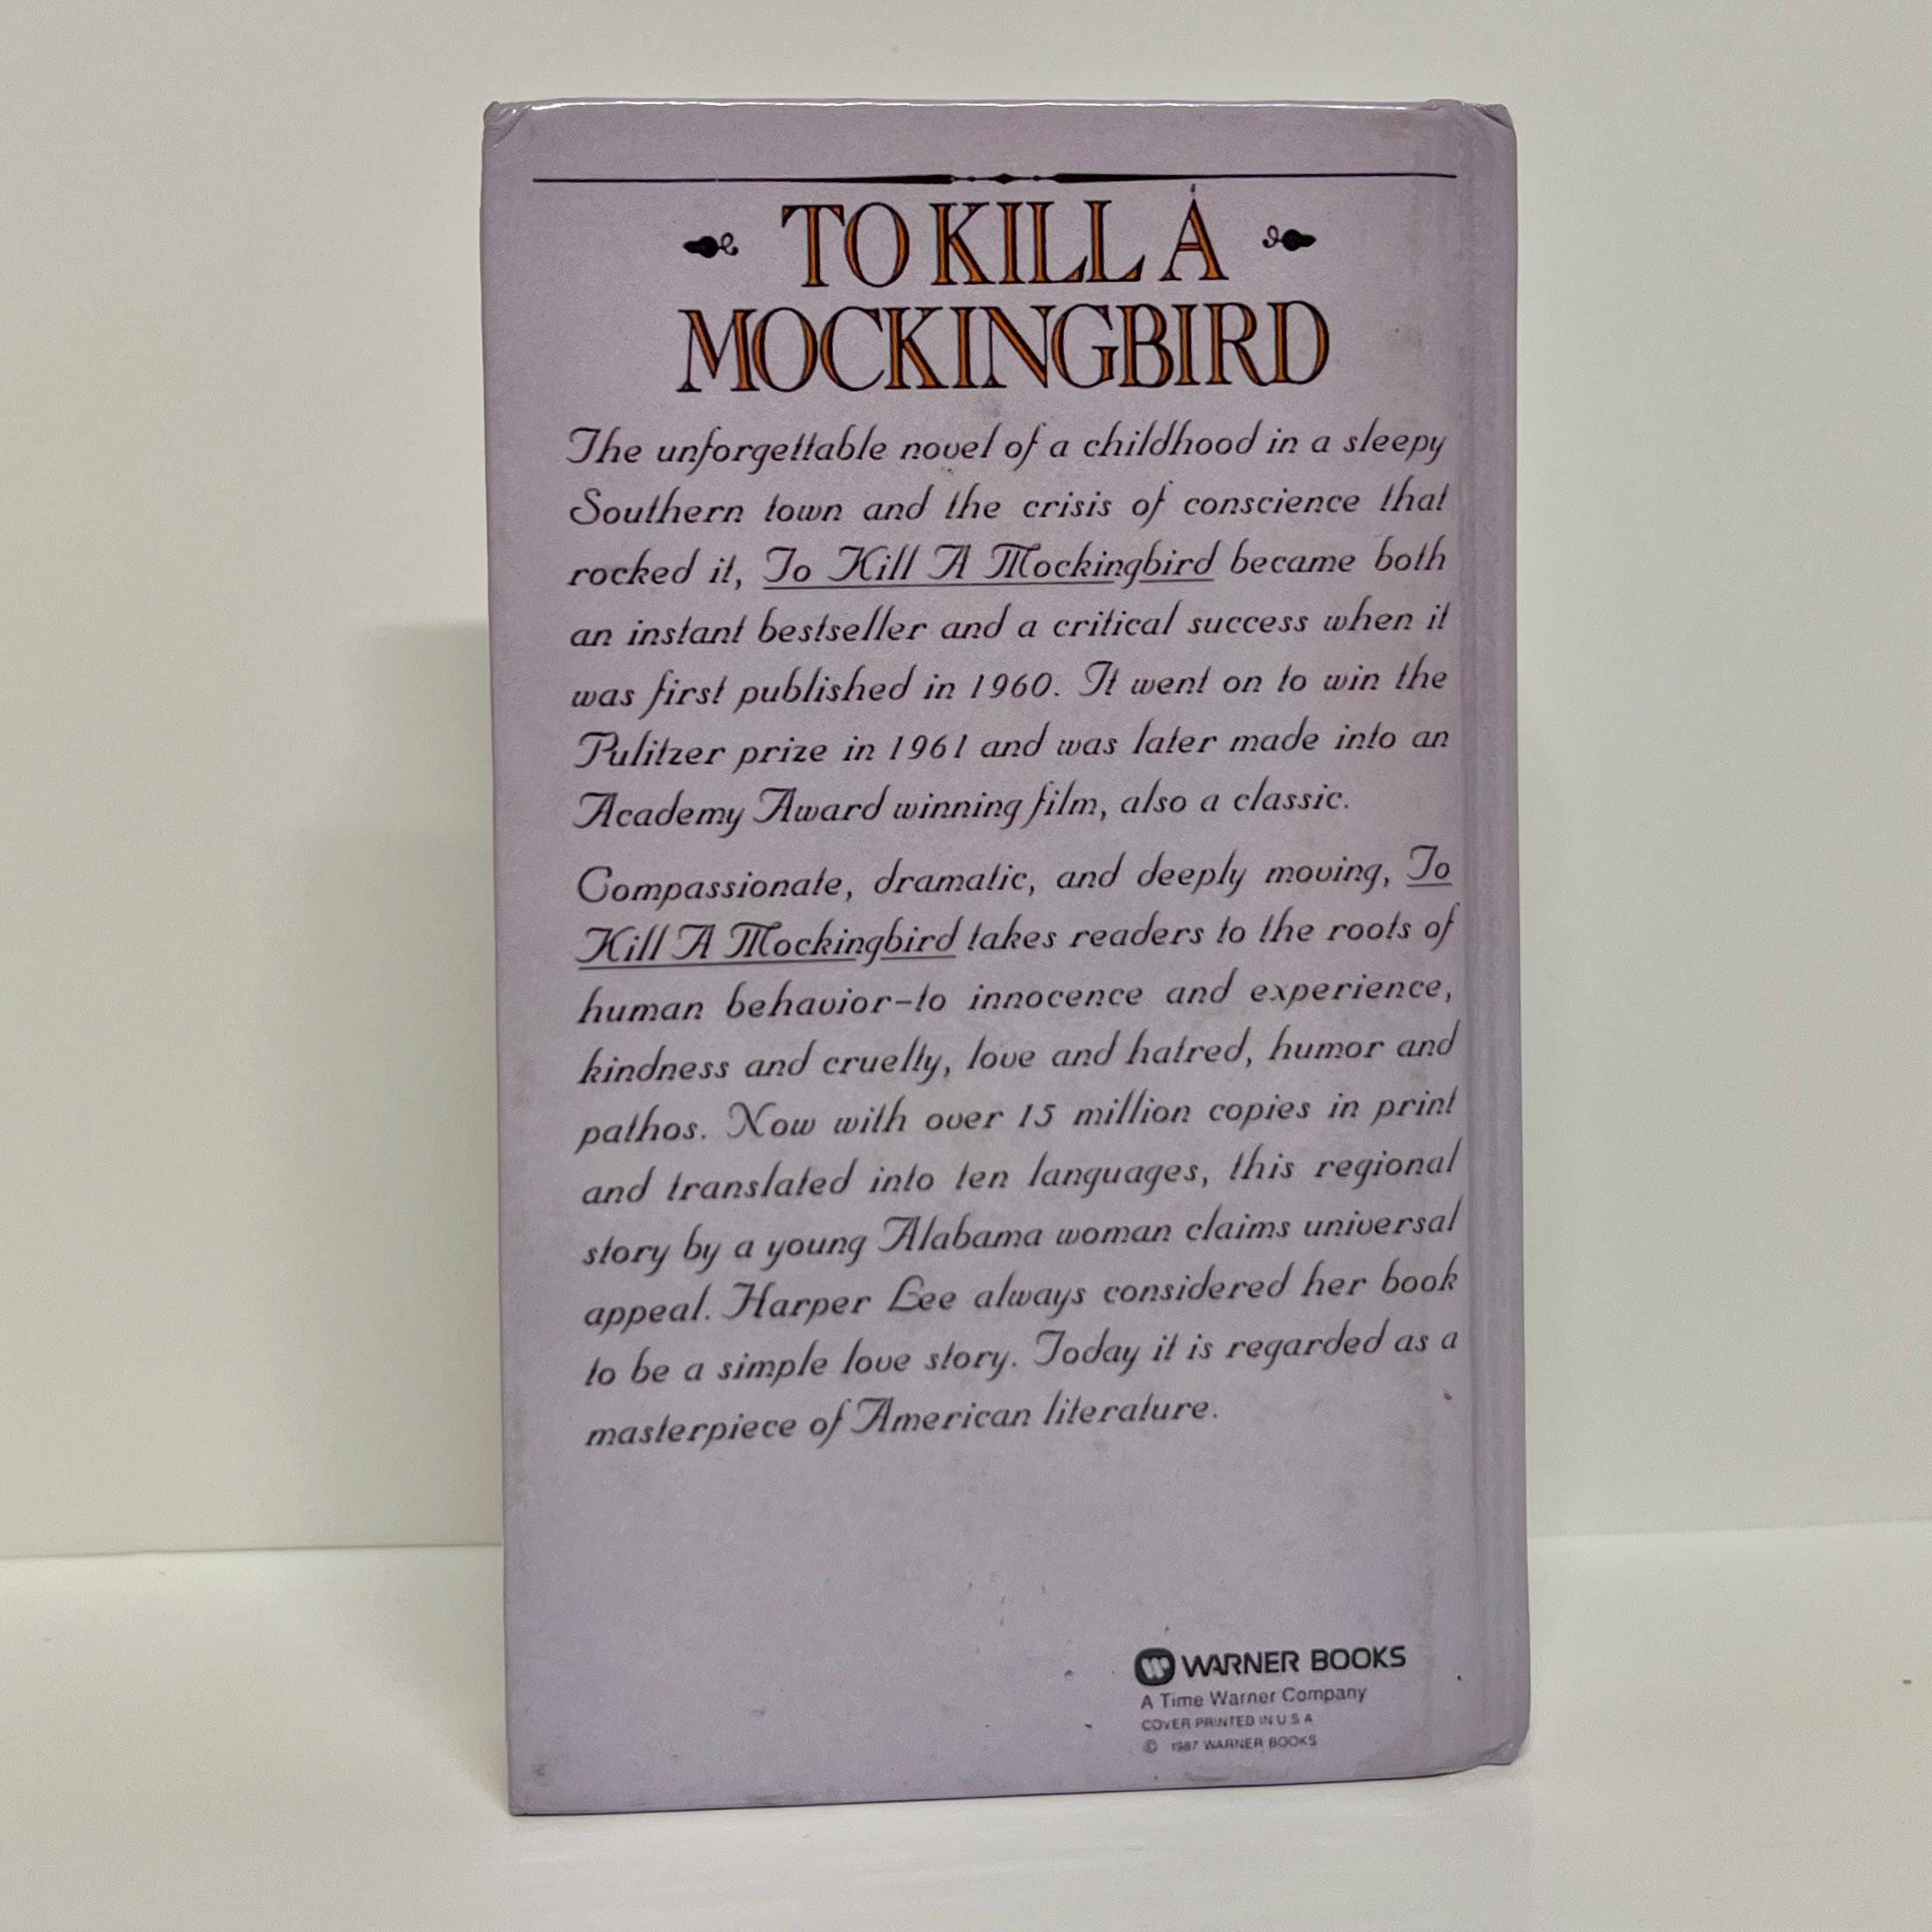 TO KILL A
MOCKINGBIRD
The unforgettable novel of a childhood in a sleepy
Southern town and the crisis of conscience that
rocked it, To Kill A Mockingbird became both
an instant bestseller and a critical success when it
was first published in 1960. It went on to win the
Pulitzer prize in 1961 and was later made into an
Academy Award winning film, also a classic.
Compassionate, dramatic, and deeply moving, To
Kill A Mockingbird takes readers to the roots of
human behavior–to innocence and experience,
kindness and cruelty, love and hatred, humor and
pathos. Now with over 15 million copies in print
and translated into ten languages, this regional
story by a young Alabama woman claims universal
appeal. Harper Lee always considered her book
to be a simple love story. Today it is regarded as a
masterpiece of American literature.
WARNER BOOKS
A Time Warner Company
COVER PRINTED IN U S A
© 1987 WARNER BOOKS